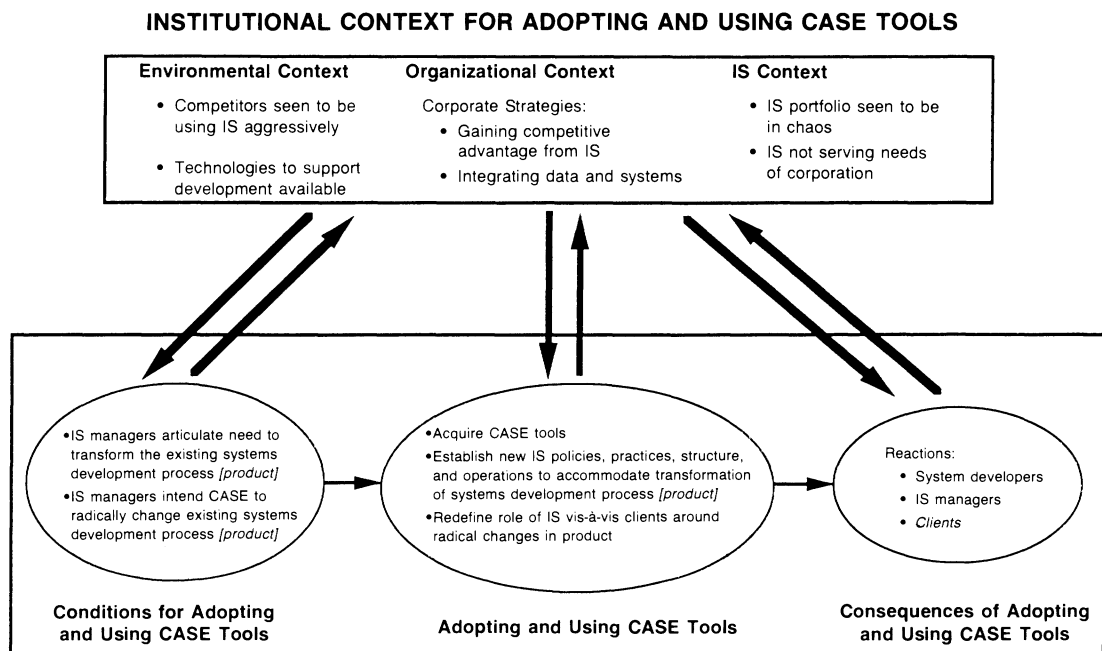 INSTITUTIONAL CONTEXT FOR ADOPTING AND USING CASE TOOLS
Environmental Context
• Competitors seen to be
using IS aggressively
• Technologies to support
development available
Organizational Context
Corporate Strategies:
• Gaining competitive
advantage from IS
• Integrating data and systems
IS Context
• IS portfolio seen to be
in chaos
• IS not serving needs
of corporation
•IS managers articulate need to
transform the existing systems
development process [product]
•IS managers intend CASE to
radically change existing systems
development process [product]
Conditions for Adopting
and Using CASE Tools
•Acquire CASE tools
•Establish new IS policies, practices, structure,
and operations to accommodate transformation
of systems development process [product]
•Redefine role of IS vis-à-vis clients around
radical changes in product
Adopting and Using CASE Tools
Reactions:
• System developers
• IS managers
• Clients
Consequences of Adopting
and Using CASE Tools